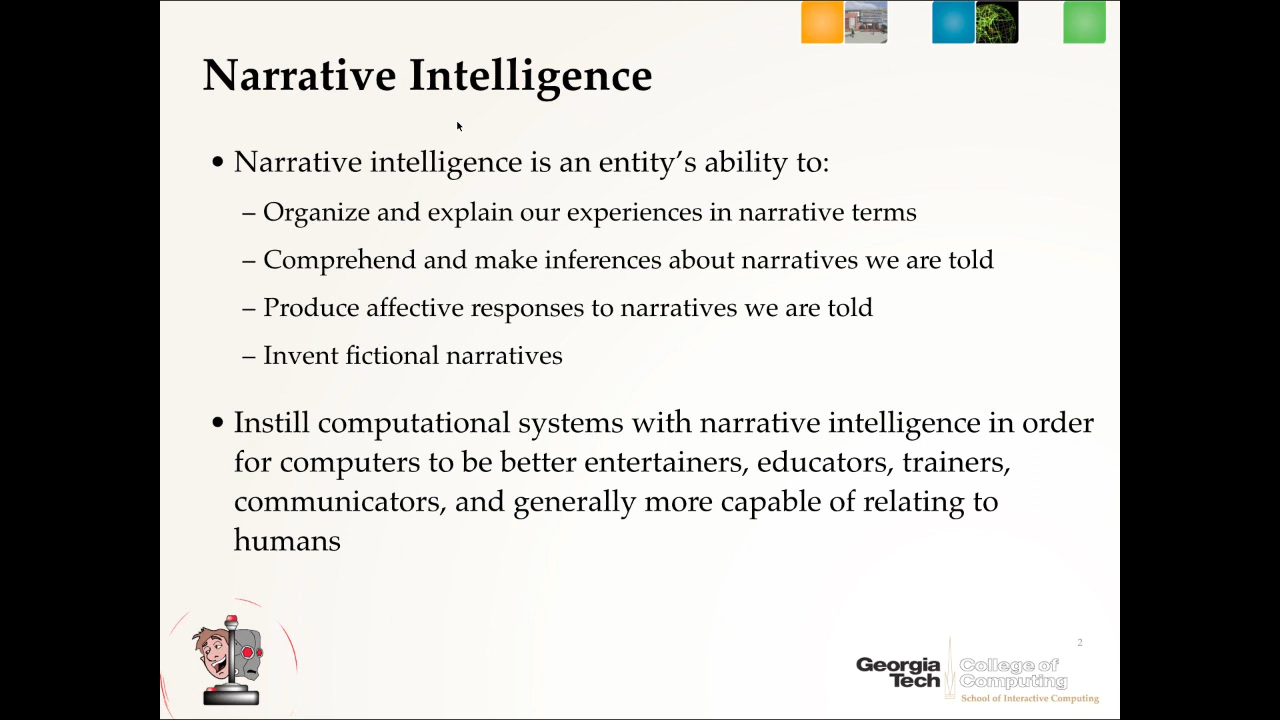 Narrative Intelligence
• Narrative intelligence is an entity’s ability to:
– Organize and explain our experiences in narrative terms
– Comprehend and make inferences about narratives we are told
– Produce affective responses to narratives we are told
– Invent fictional narratives
• Instill computational systems with narrative intelligence in order
for computers to be better entertainers, educators, trainers,
communicators, and generally more capable of relating to
humans
2
Georgia Tech
College of Computing
School of Interactive Computing